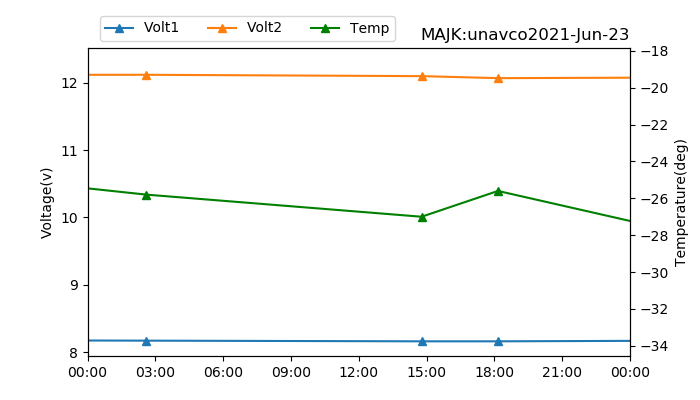 Volt1 Volt2 Temp
MAJK:unavco2021-Jun-23
Voltage(v)
12
11
10
9
8
−18
−20
−22
−24
−26
−28
−30
−32
−34
Temperature(deg)
00:00 03:00 06:00 09:00 12:00 15:00 18:00 21:00 00:00